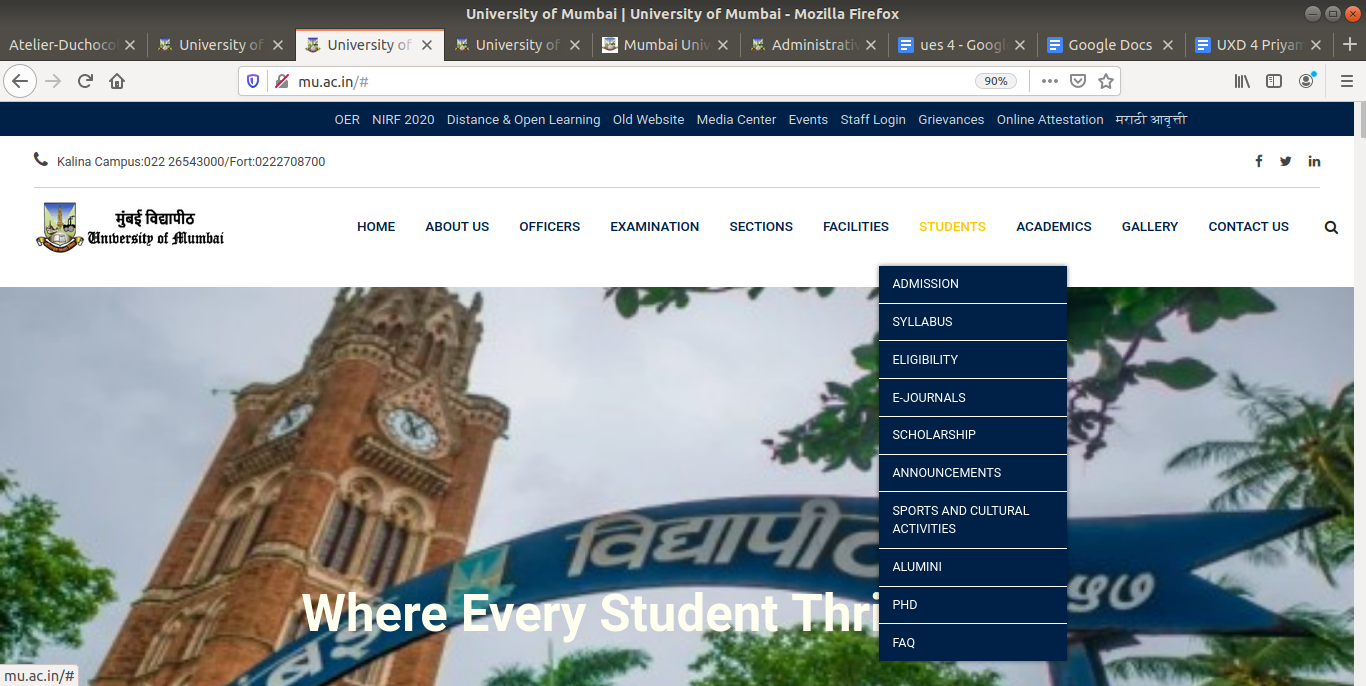 University of Mumbai | University of Mumbai - Mozilla Firefox
Atelier-Duchoco University of University of University of Mumbai Univ Administrativ ues 4 - Googl Google Docs UXD 4 Priyam
mu.ac.in/# 90%
OER NIRF 2020 Distance & Open Learning Old Website Media Center Events Staff Login Grievances Online Attestation मराठी आवृत्ती
Kalina Campus:022 26543000/Fort:0222708700
मुंबई विद्यापीठ
University of Mumbai
HOME ABOUT US OFFICERS EXAMINATION SECTIONS FACILITIES STUDENTS ACADEMICS GALLERY CONTACT US
ADMISSION
SYLLABUS
ELIGIBILITY
E-JOURNALS
SCHOLARSHIP
ANNOUNCEMENTS
SPORTS AND CULTURAL
ACTIVITIES
ALUMINI
PHD
FAQ
विद्यापीठ
Where Every Student Thri
mu.ac.in/#